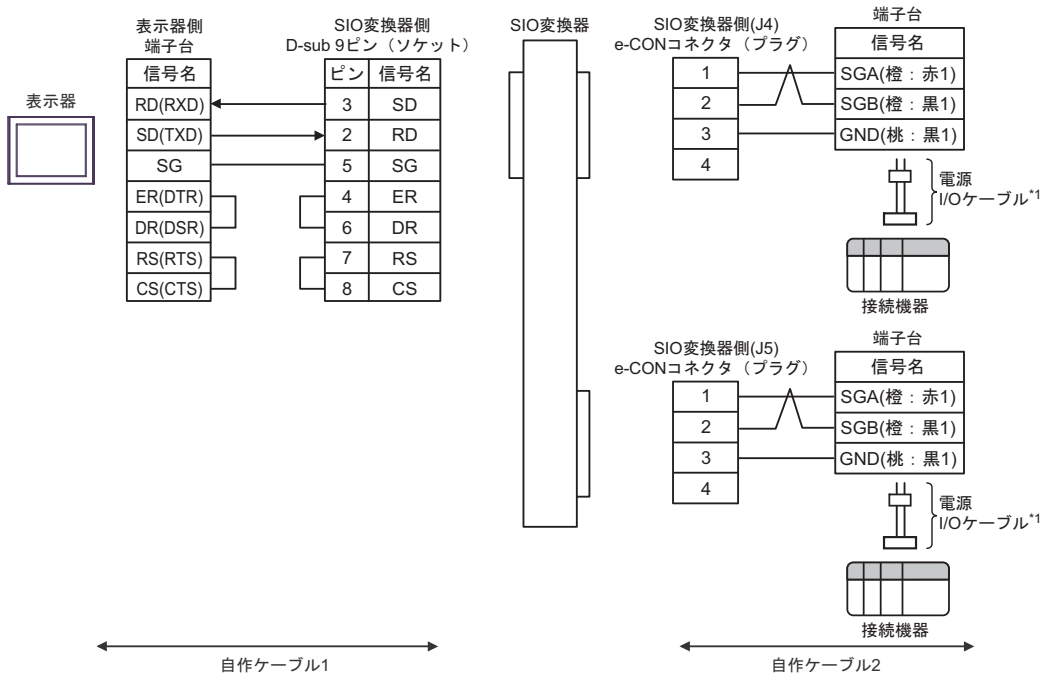 表示器
表示器側
端子台
信号名
RD(RXD)
SD(TXD)
SG
ER(DTR)
DR(DSR)
RS(RTS)
CS(CTS)
SIO変換器側
D-sub 9ピン（ソケット）
ピン 信号名
3 SD
2 RD
5 SG
4 ER
6 DR
7 RS
8 CS
SIO変換器
SIO変換器側(J4)
e-CONコネクタ（プラグ）
1
2
3
4
端子台
信号名
SGA(橙：赤1)
SGB(橙：黒1)
GND(桃：黒1)
電源
I/Oケーブル*1
接続機器
SIO変換器側(J5)
e-CONコネクタ（プラグ）
1
2
3
4
端子台
信号名
SGA(橙：赤1)
SGB(橙：黒1)
GND(桃：黒1)
電源
I/Oケーブル*1
接続機器
自作ケーブル1
自作ケーブル2